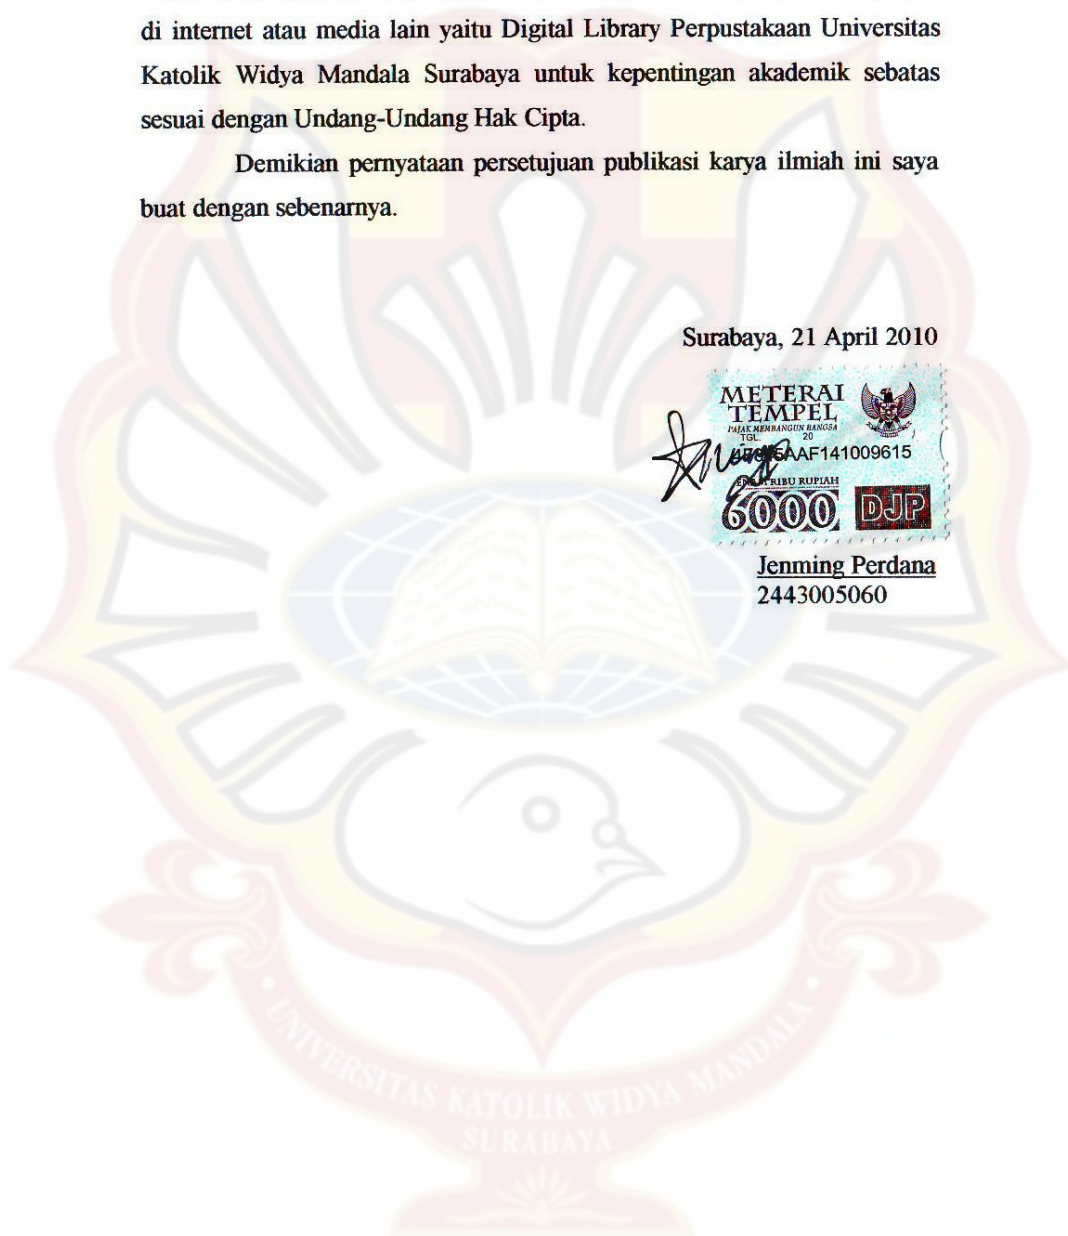 di internet atau media lain yaitu Digital Library Perpustakaan Universitas
Katolik Widya Mandala Surabaya untuk kepentingan akademik sebatas
sesuai dengan Undang-Undang Hak Cipta.
Demikian pernyataan persetujuan publikasi karya ilmiah ini saya
buat dengan sebenarnya.
Surabaya, 21 April 2010
METERAI
TEMPEL
PAJAK MEMBANGUN BANGSA
TGL. 20
AAF141009615
RIBU RUPIAH
6000 DJP
Jenming Perdana
2443005060
UNIVERSITAS KATOLIK WIDYA MANDALA
SURABAYA